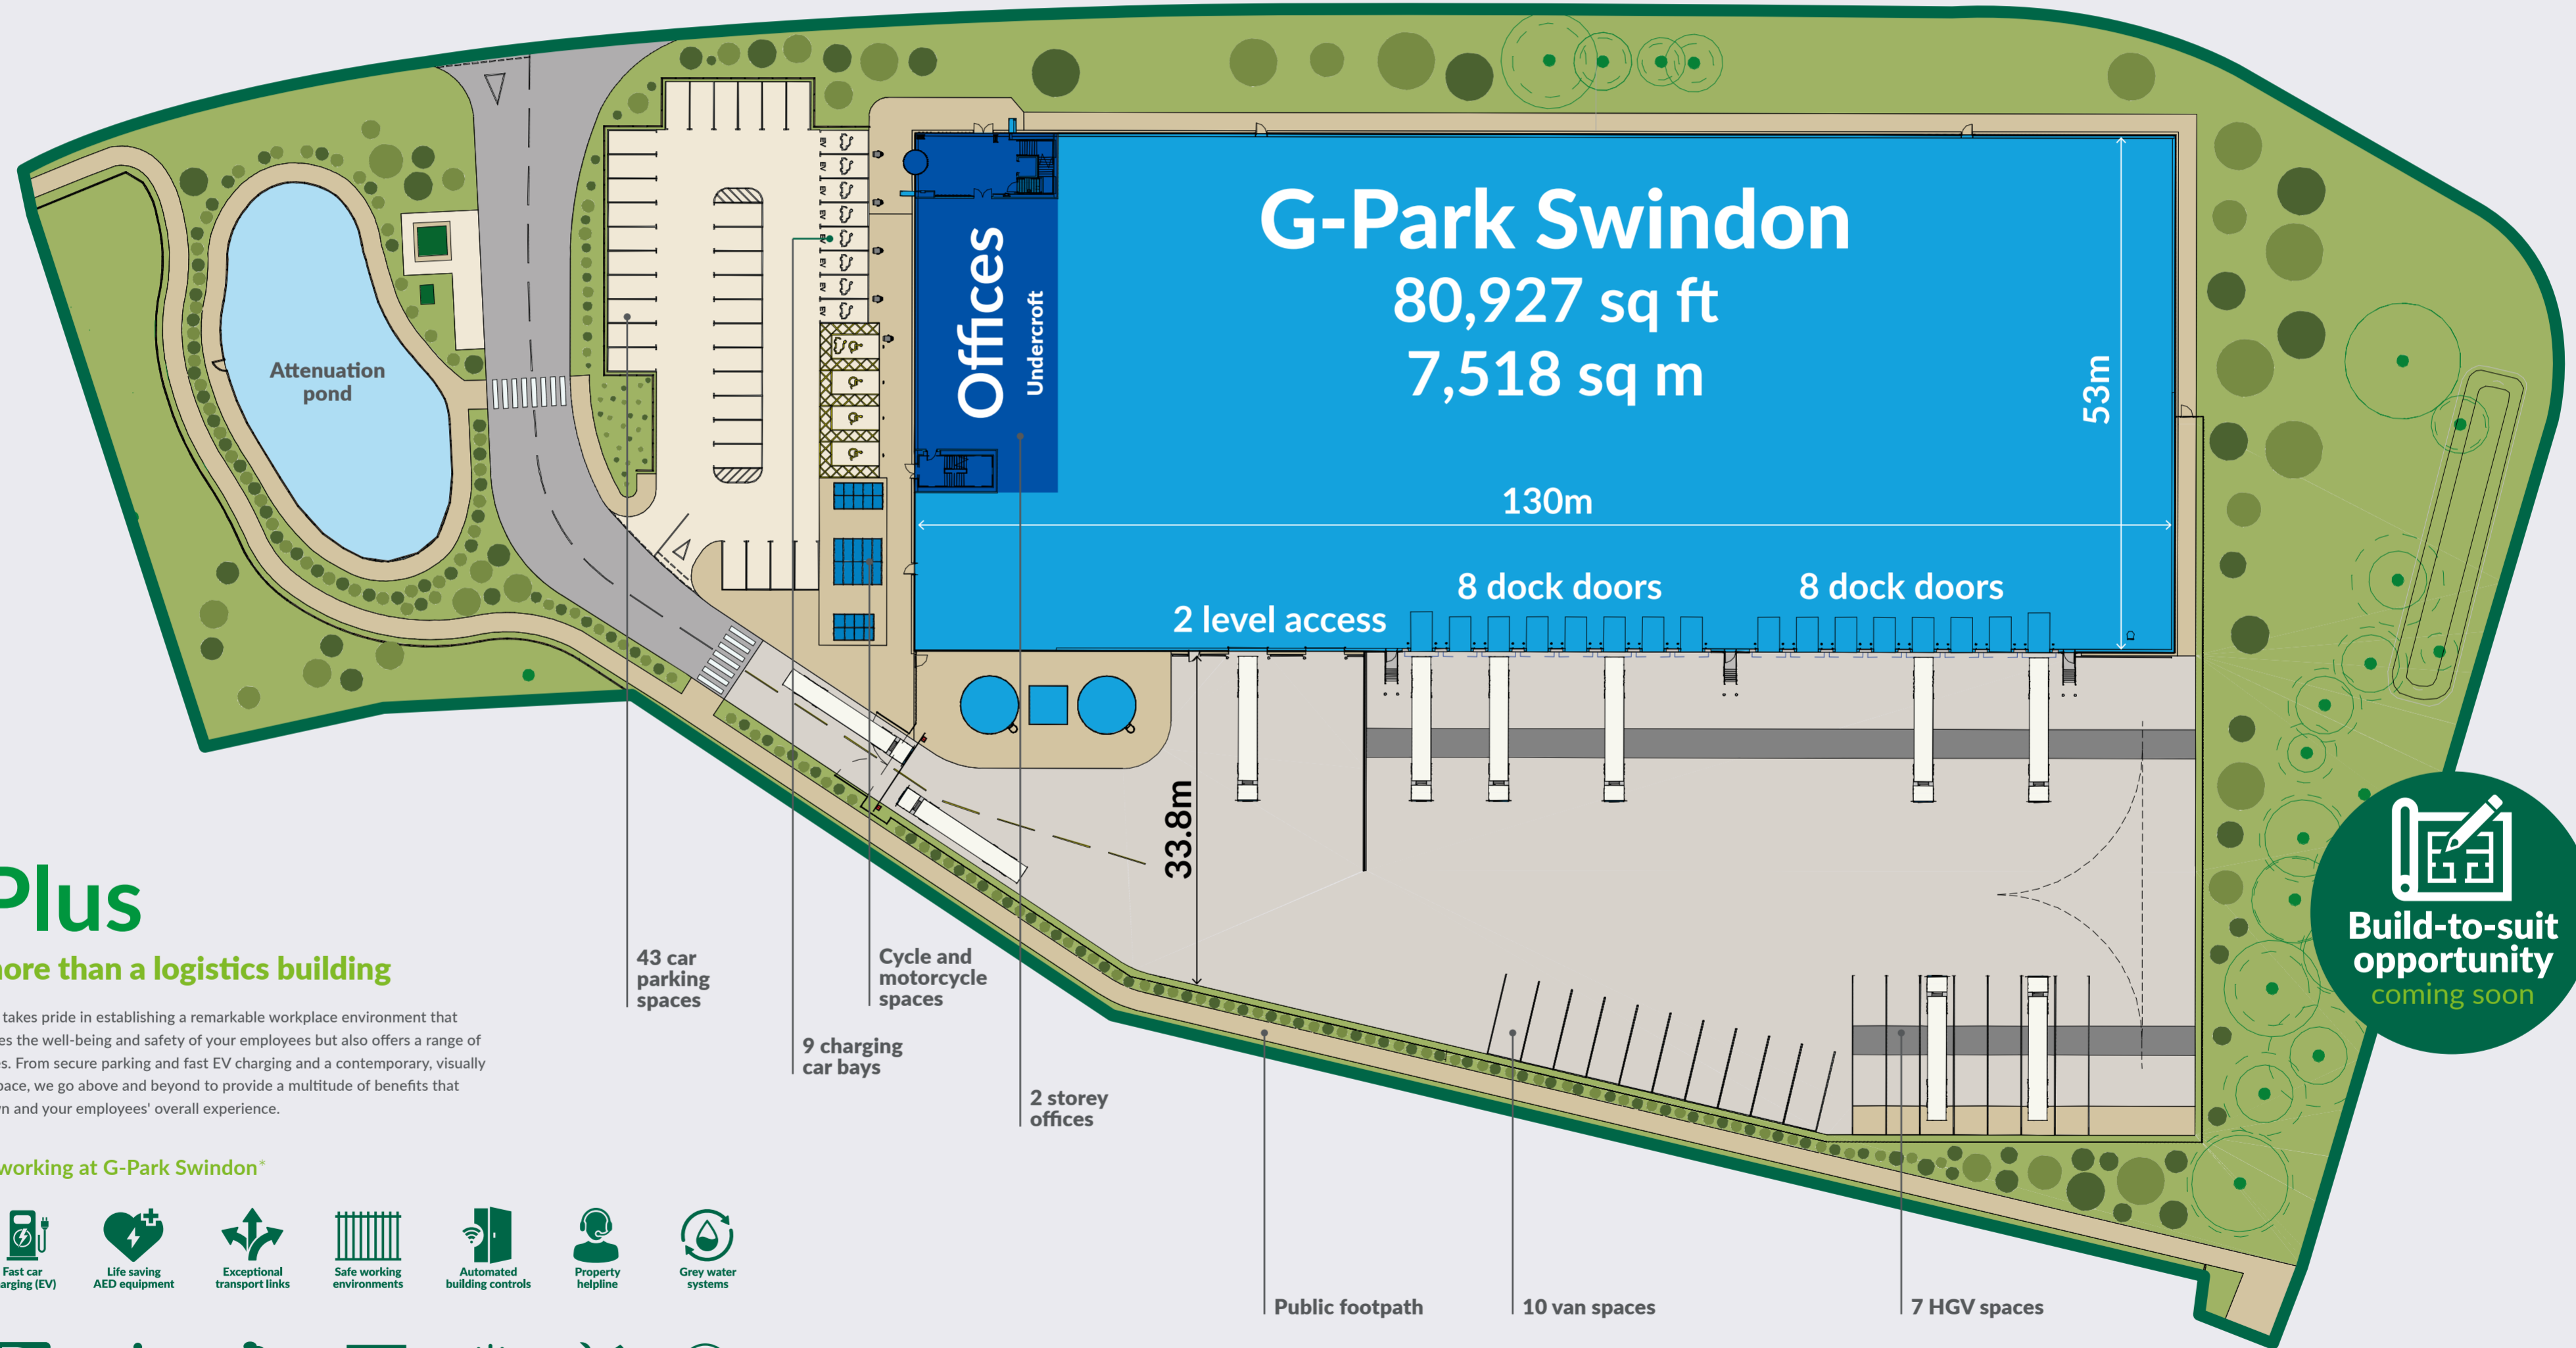 G-Park Swindon
80,927 sq ft
7,518 sq m
Offices
Undercroft
Attenuation
pond
53m
130m
8 dock doors
8 dock doors
2 level access
33.8m
43 car
parking
spaces
9 charging
car bays
Cycle and
motorcycle
spaces
2 storey
offices
Public footpath
10 van spaces
7 HGV spaces
Build-to-suit
opportunity
coming soon
Plus
more than a logistics building
takes pride in establishing a remarkable workplace environment that
es the well-being and safety of your employees but also offers a range of
s. From secure parking and fast EV charging and a contemporary, visually
pace, we go above and beyond to provide a multitude of benefits that
n and your employees' overall experience.
working at G-Park Swindon*
Fast car
arging (EV)
Life saving
AED equipment
Exceptional
transport links
Safe working
environments
Automated
building controls
Property
helpline
Grey water
systems